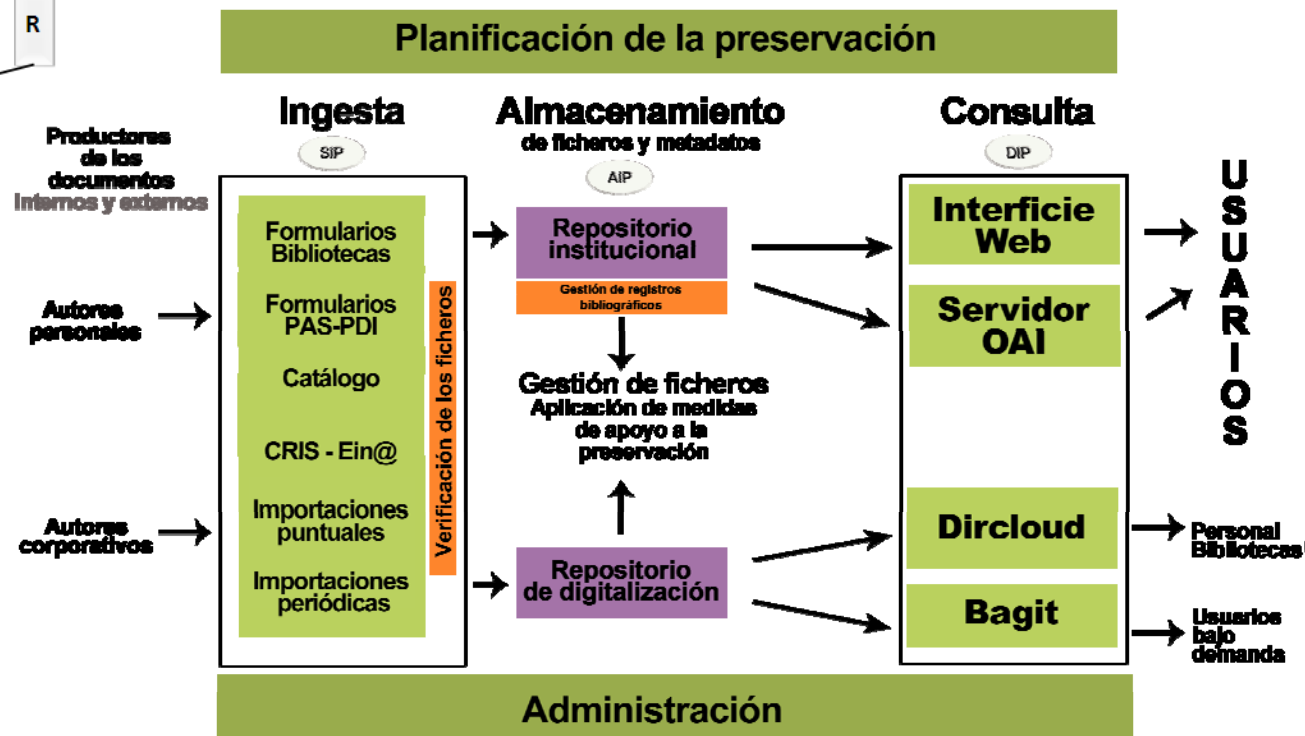 R
Planificación de la preservación
Productores
de los
documentos
Internos y externos
Autores
personales
Autores
corporativos
Ingesta
SIP
Formularios
Bibliotecas
Formularios
PAS-PDI
Catálogo
CRIS - Ein@
Importaciones
puntuales
Importaciones
periódicas
Verificación de los ficheros
Almacenamiento
de ficheros y metadatos
AIP
Repositorio
institucional
Gestión de registros
bibliográficos
Gestión de ficheros
Aplicación de medidas
de apoyo a la
preservación
Repositorio
de digitalización
Consulta
DIP
Interficie
Web
Servidor
OAI
Dircloud
Bagit
USUARIOS
Personal
Bibliotecas
Usuarios
bajo
demanda
Administración